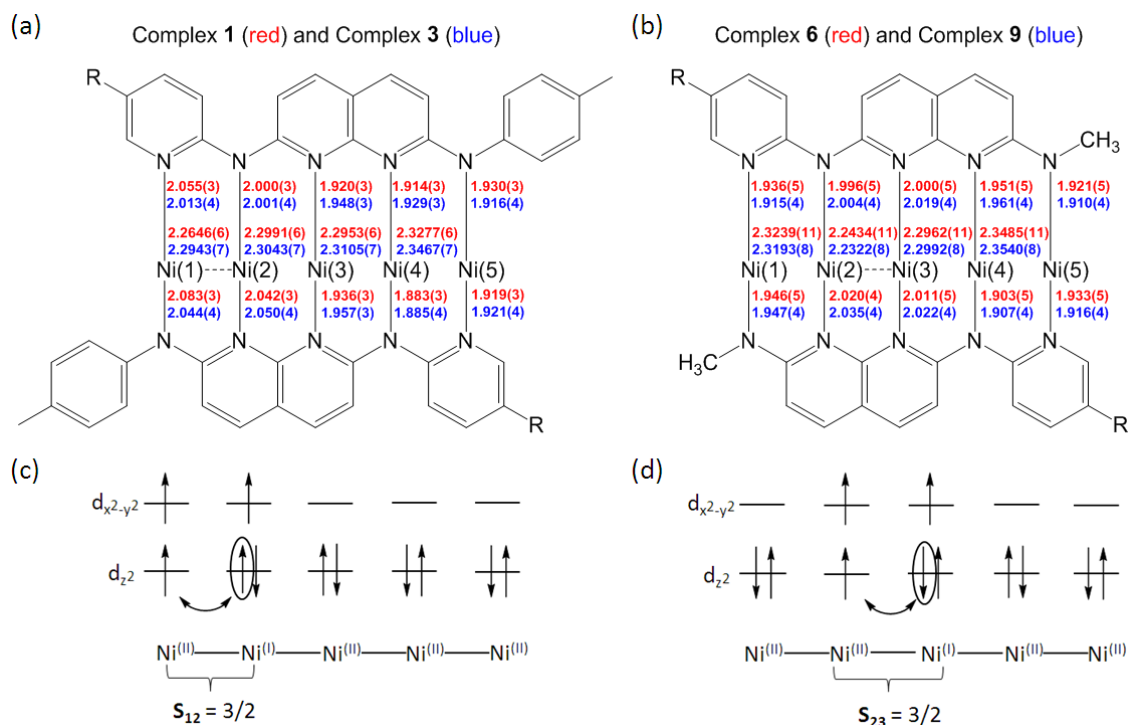 (a)
Complex 1 (red) and Complex 3 (blue)
R
N N N N N
2.055(3) 2.000(3) 1.920(3) 1.914(3) 1.930(3)
2.013(4) 2.001(4) 1.948(3) 1.929(3) 1.916(4)
2.2646(6) 2.2991(6) 2.2953(6) 2.3277(6)
2.2943(7) 2.3043(7) 2.3105(7) 2.3467(7)
Ni(1) Ni(2) Ni(3) Ni(4) Ni(5)
2.083(3) 2.042(3) 1.936(3) 1.883(3) 1.919(3)
2.044(4) 2.050(4) 1.957(3) 1.885(4) 1.921(4)
N N N N N
R
(b)
Complex 6 (red) and Complex 9 (blue)
R
CH3
N N N N N
1.936(5) 1.996(5) 2.000(5) 1.951(5) 1.921(5)
1.915(4) 2.004(4) 2.019(4) 1.961(4) 1.910(4)
2.3239(11) 2.2434(11) 2.2962(11) 2.3485(11)
2.3193(8) 2.2322(8) 2.2992(8) 2.3540(8)
Ni(1) Ni(2) Ni(3) Ni(4) Ni(5)
1.946(5) 2.020(4) 2.011(5) 1.903(5) 1.933(5)
1.947(4) 2.035(4) 2.022(4) 1.907(4) 1.916(4)
N N N N N
H3C
R
(c)
dx2-y2
dz2
Ni(II) Ni(I) Ni(II) Ni(II) Ni(II)
S12 = 3/2
(d)
dx2-y2
dz2
Ni(II) Ni(II) Ni(I) Ni(II) Ni(II)
S23 = 3/2